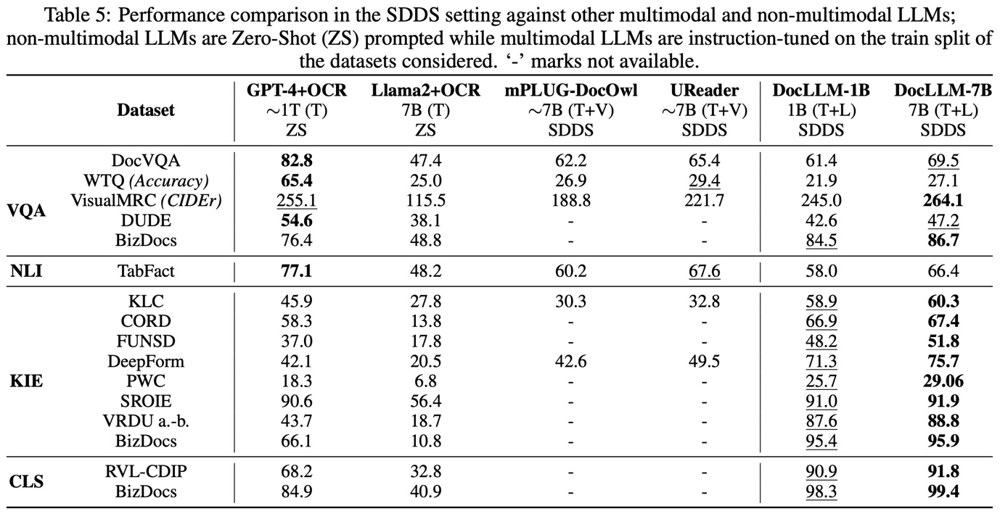 Table 5: Performance comparison in the SDDS setting against other multimodal and non-multimodal LLMs;
non-multimodal LLMs are Zero-Shot (ZS) prompted while multimodal LLMs are instruction-tuned on the train split of
the datasets considered. ‘-’ marks not available.
Dataset GPT-4+OCR Llama2+OCR mPLUG-DocOwl UReader DocLLM-1B DocLLM-7B
∼1T (T) 7B (T) ∼7B (T+V) ∼7B (T+V) 1B (T+L) 7B (T+L)
ZS ZS SDDS SDDS SDDS SDDS
VQA
DocVQA 82.8 47.4 62.2 65.4 61.4 69.5
WTQ (Accuracy) 65.4 25.0 26.9 29.4 21.9 27.1
VisualMRC (CIDEr) 255.1 115.5 188.8 221.7 245.0 264.1
DUDE 54.6 38.1 - - 42.6 47.2
BizDocs 76.4 48.8 - - 84.5 86.7
NLI TabFact 77.1 48.2 60.2 67.6 58.0 66.4
KIE
KLC 45.9 27.8 30.3 32.8 58.9 60.3
CORD 58.3 13.8 - - 66.9 67.4
FUNSD 37.0 17.8 - - 48.2 51.8
DeepForm 42.1 20.5 42.6 49.5 71.3 75.7
PWC 18.3 6.8 - - 25.7 29.06
SROIE 90.6 56.4 - - 91.0 91.9
VRDU a.-b. 43.7 18.7 - - 87.6 88.8
BizDocs 66.1 10.8 - - 95.4 95.9
CLS
RVL-CDIP 68.2 32.8 - - 90.9 91.8
BizDocs 84.9 40.9 - - 98.3 99.4